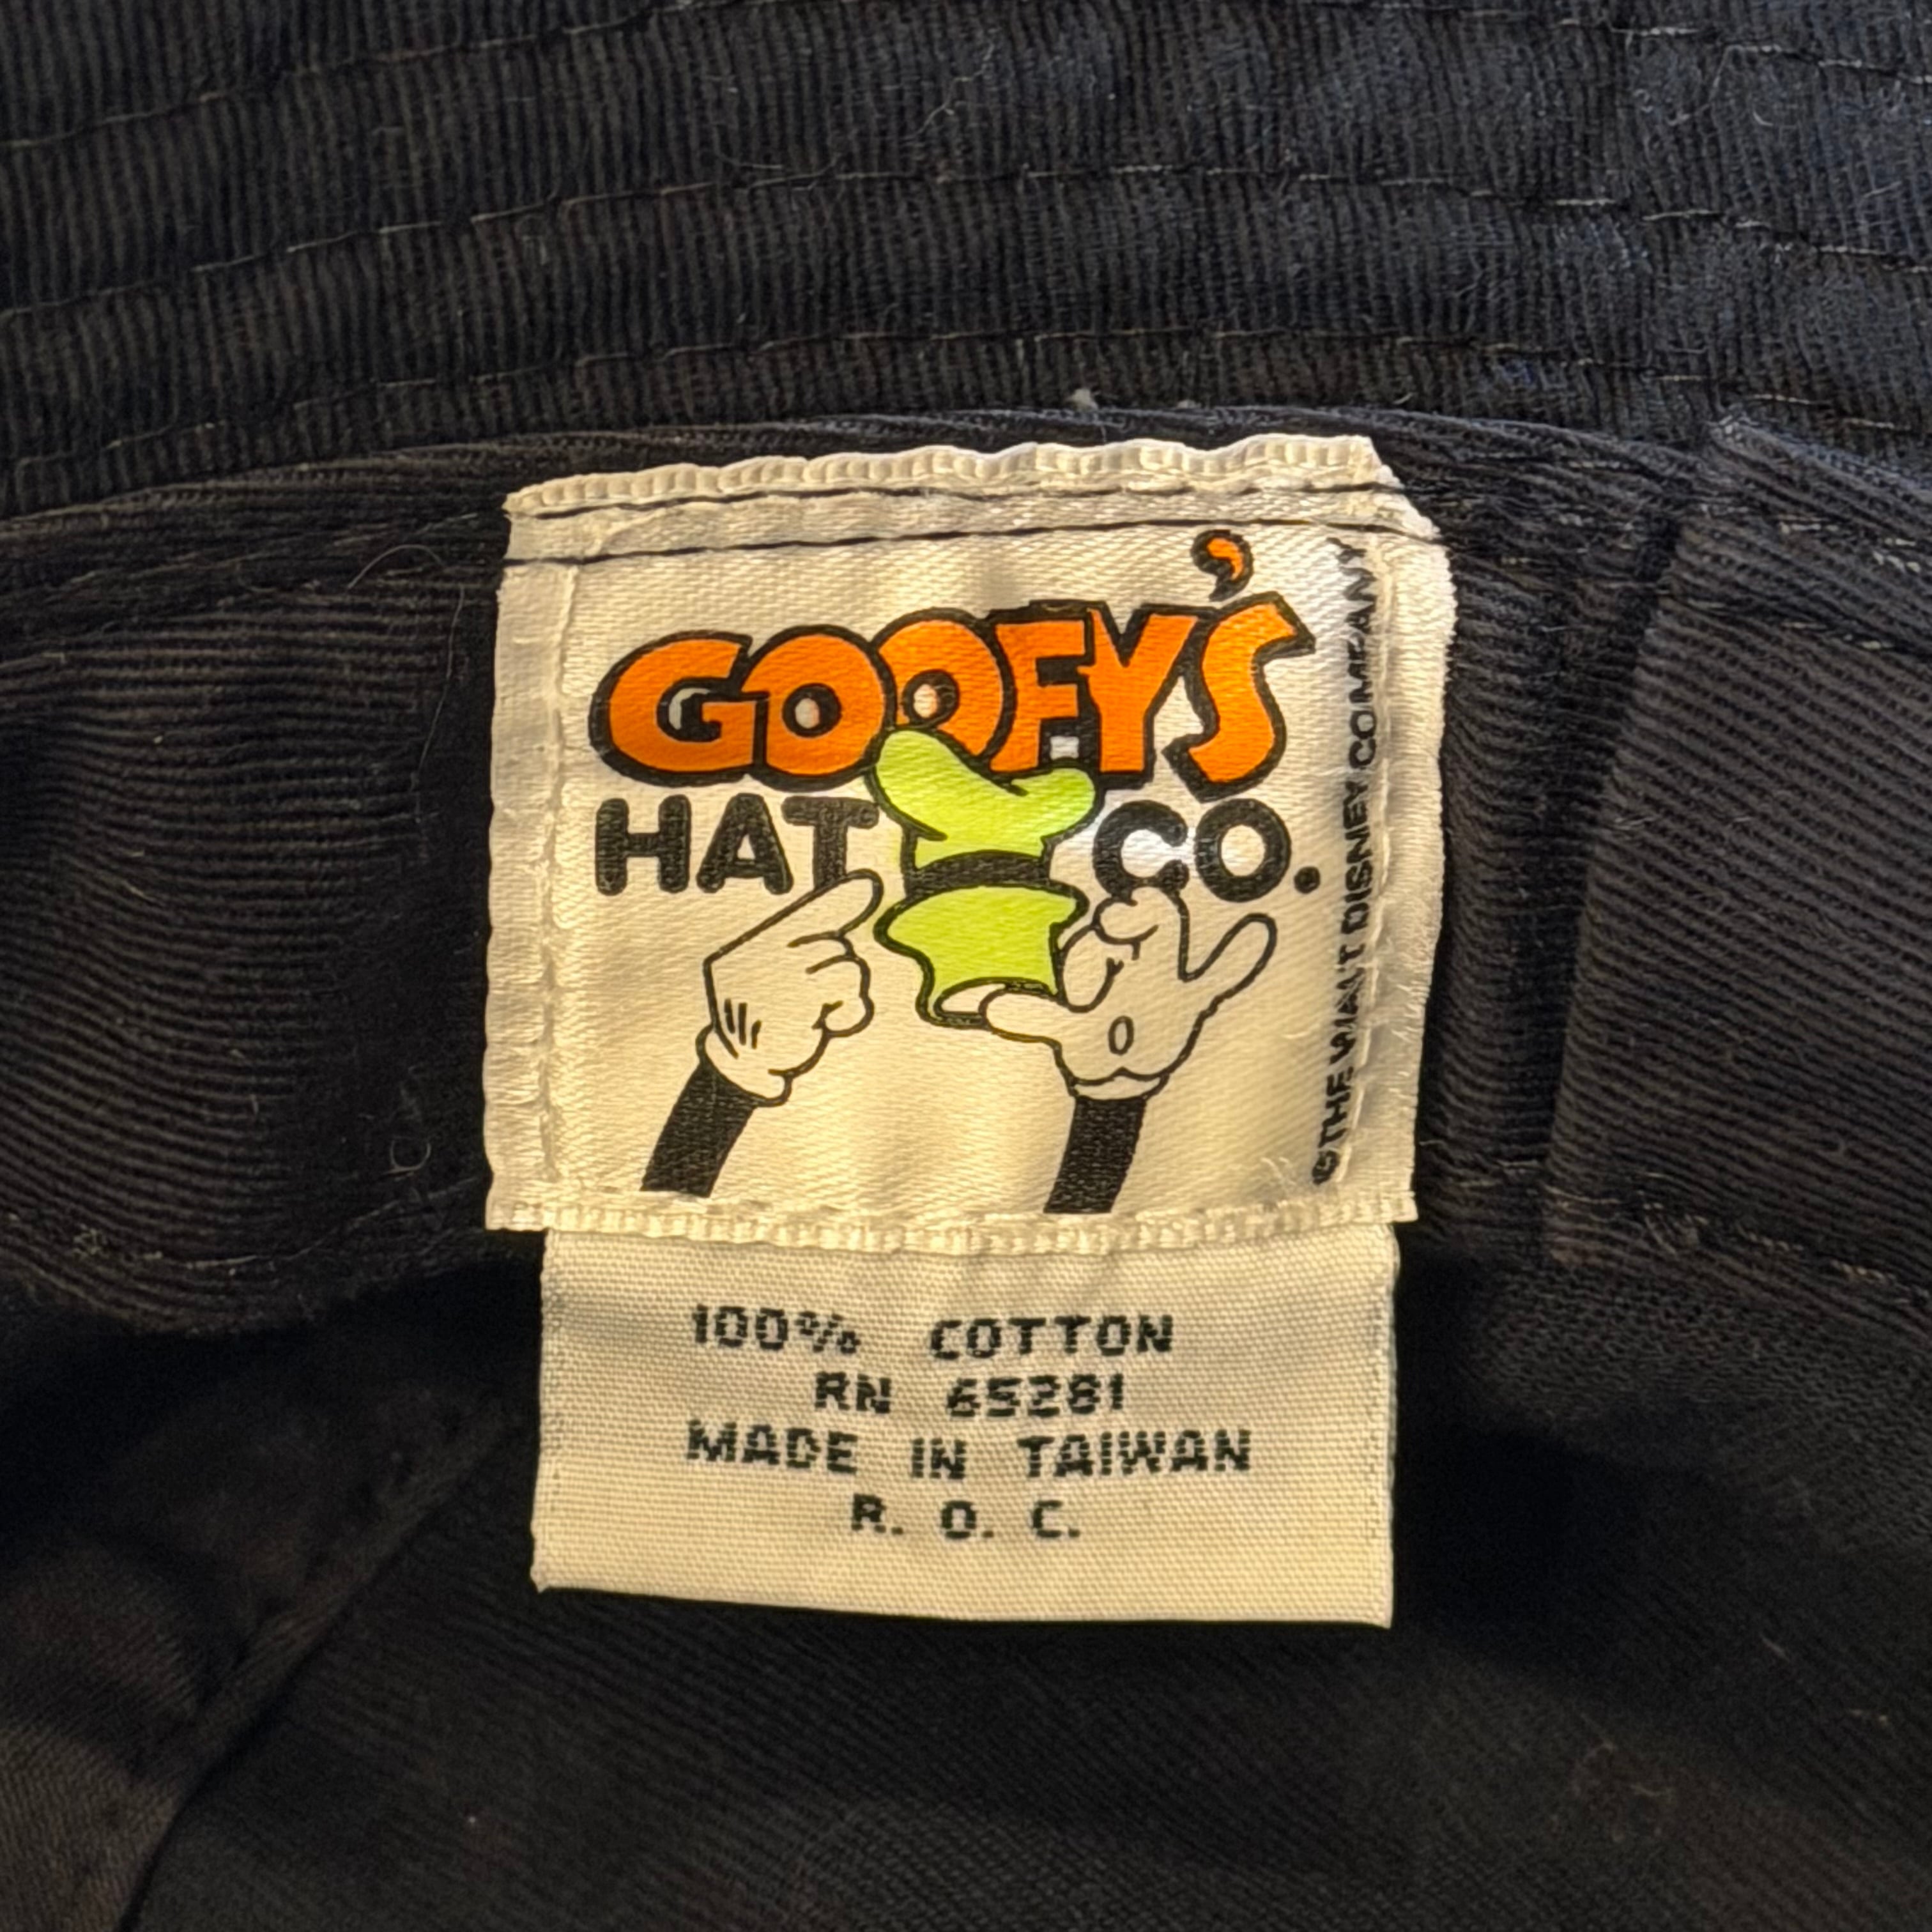 GOOFY'S
HAT CO.
©THE WALT DISNEY COMPANY
100% COTTON
RN 65281
MADE IN TAIWAN
R. O. C.